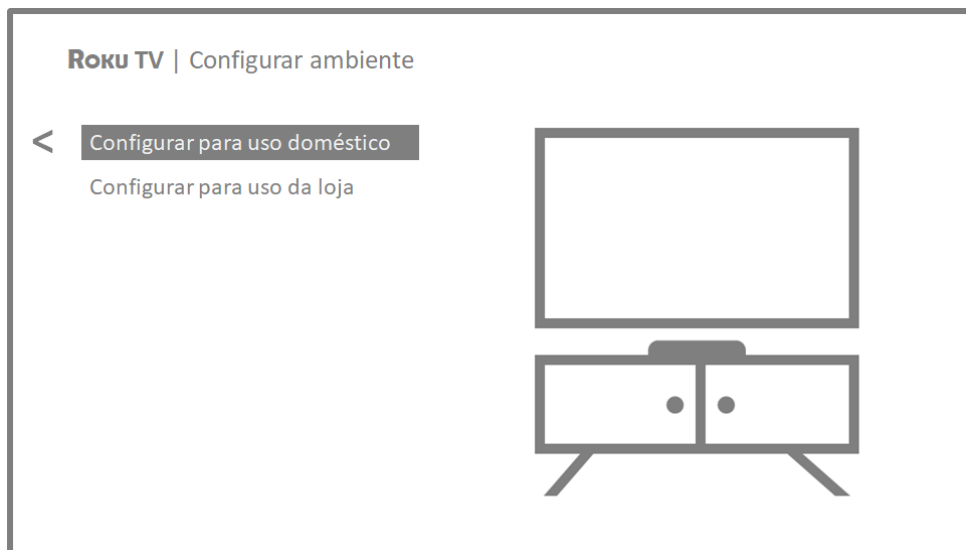 Roku TV | Configurar ambiente
< Configurar para uso doméstico
Configurar para uso da loja